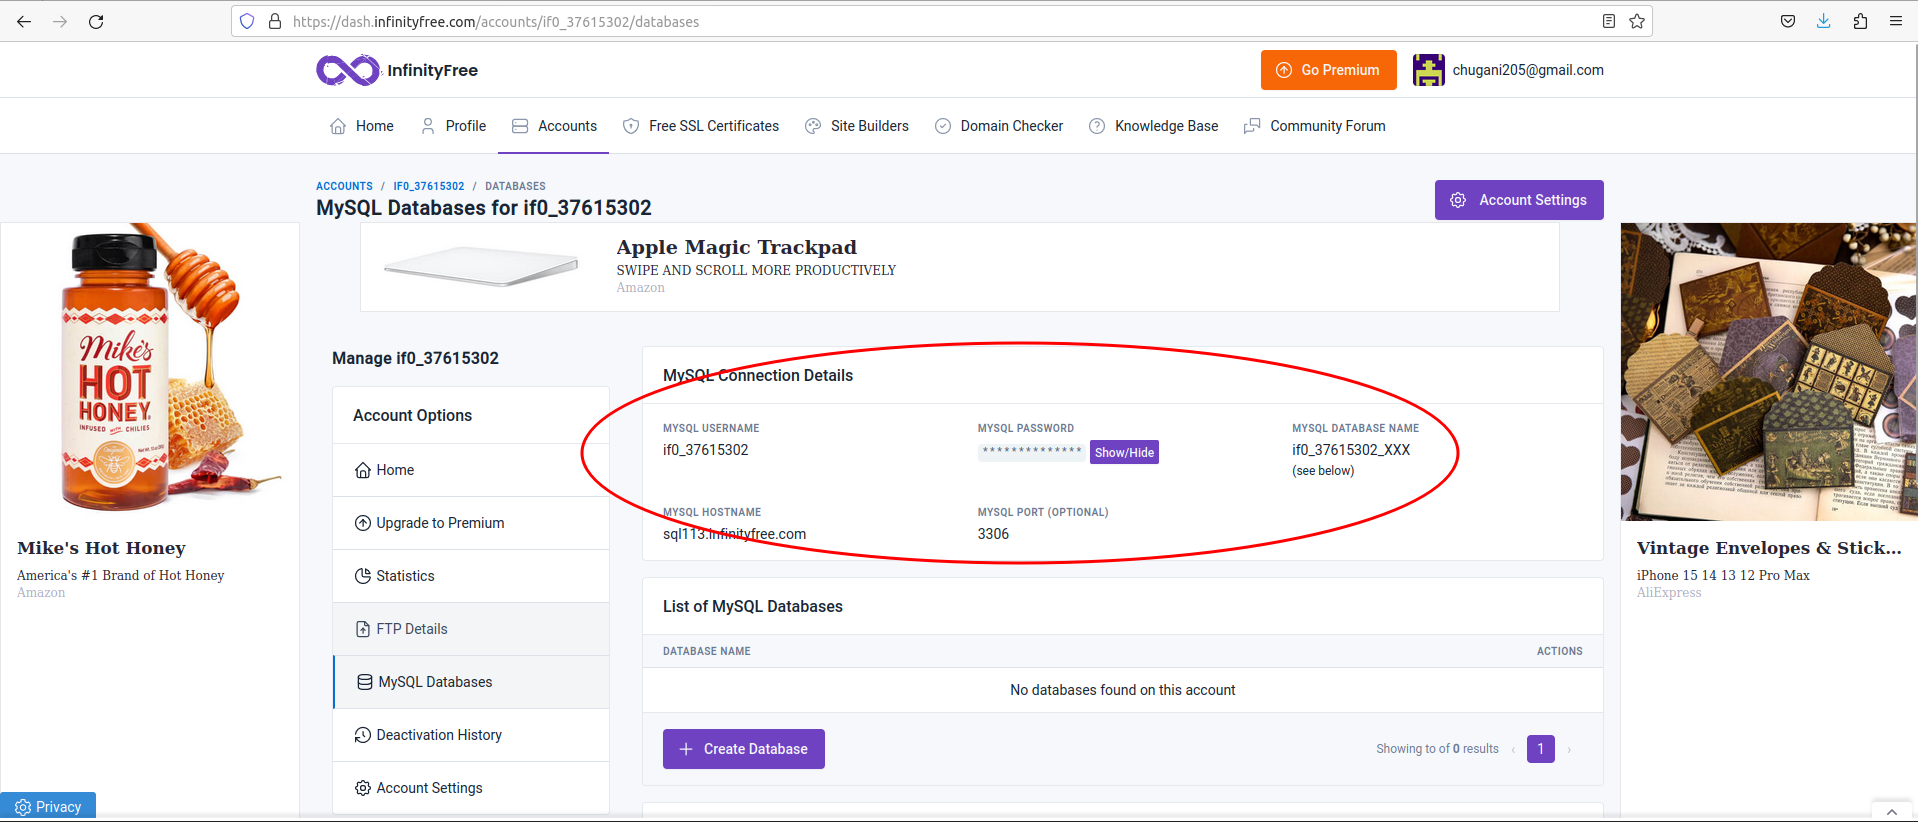 https://dash.infinityfree.com/accounts/if0_37615302/databases
InfinityFree
Go Premium
chugani205@gmail.com
Home
Profile
Accounts
Free SSL Certificates
Site Builders
Domain Checker
Knowledge Base
Community Forum
ACCOUNTS / IF0_37615302 / DATABASES
MySQL Databases for if0_37615302
Account Settings
Apple Magic Trackpad
SWIPE AND SCROLL MORE PRODUCTIVELY
Amazon
Mike's
HOT
HONEY
INFUSED WITH CHILIES
Mike's Hot Honey
America's #1 Brand of Hot Honey
Amazon
Manage if0_37615302
Account Options
Home
Upgrade to Premium
Statistics
FTP Details
MySQL Databases
Deactivation History
Account Settings
MySQL Connection Details
MYSQL USERNAME
if0_37615302
MYSQL PASSWORD
**************
Show/Hide
MYSQL DATABASE NAME
if0_37615302_XXX
(see below)
MYSQL HOSTNAME
sql113.infinityfree.com
MYSQL PORT (OPTIONAL)
3306
List of MySQL Databases
DATABASE NAME
ACTIONS
No databases found on this account
Create Database
Showing to of 0 results
‹
1
›
Vintage Envelopes & Stick...
iPhone 15 14 13 12 Pro Max
AliExpress
Privacy